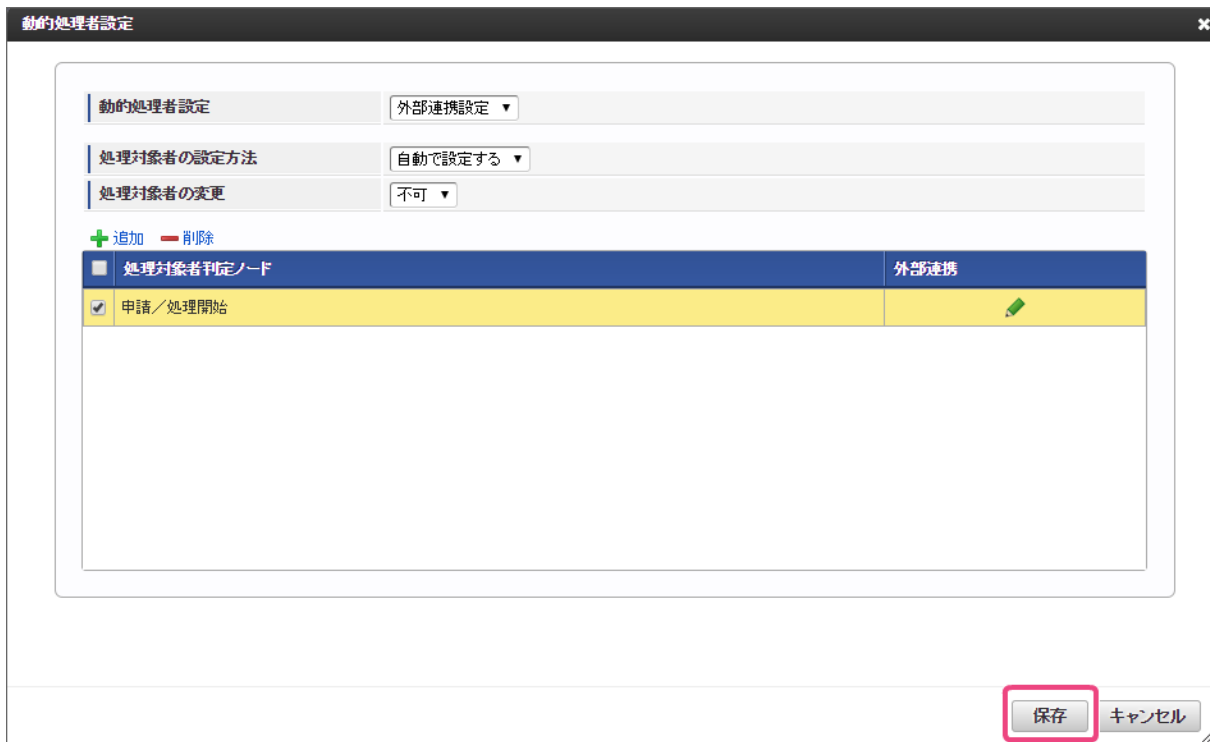 動的処理者設定
動的処理者設定 外部連携設定
処理対象者の設定方法 自動で設定する
処理対象者の変更 不可
追加 削除
処理対象者判定ノード 外部連携
申請／処理開始
保存 キャンセル